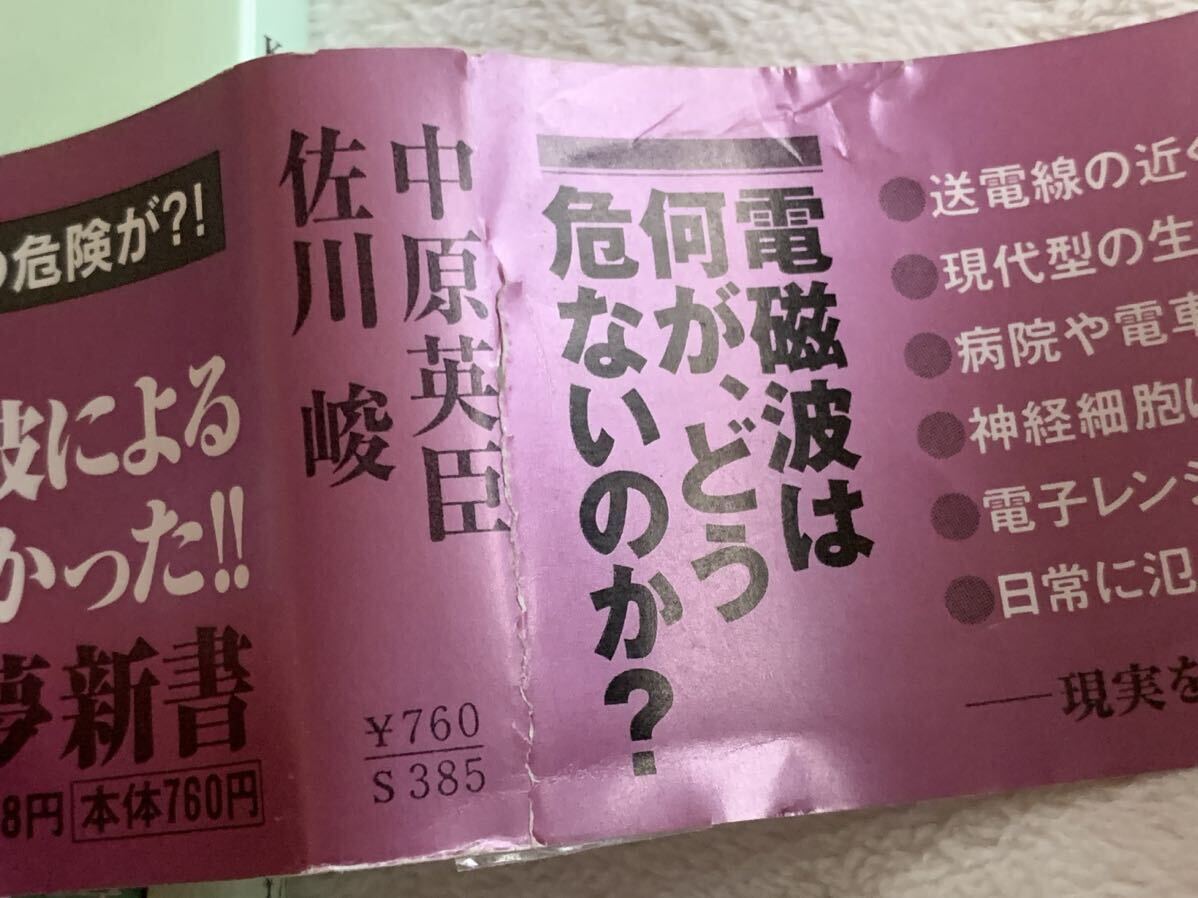 電磁波は
何が、どう
危ないのか?
送電線の近く
現代型の生
病院や電車
神経細胞に
電子レンジ
日常に氾
──現実を
中原英臣
佐川 峻
¥760
S385
の危険が?!
波による
かった!!
夢新書
8円 本体760円